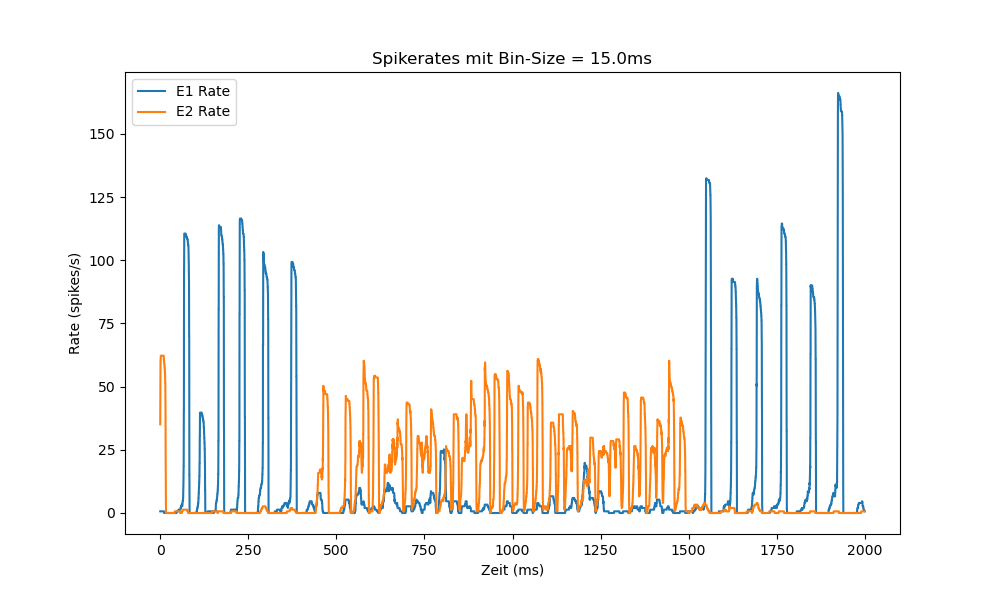 Spikerates mit Bin-Size = 15.0ms
E1 Rate
E2 Rate
150
125
100
75
50
25
0
Rate (spikes/s)
0 250 500 750 1000 1250 1500 1750 2000
Zeit (ms)